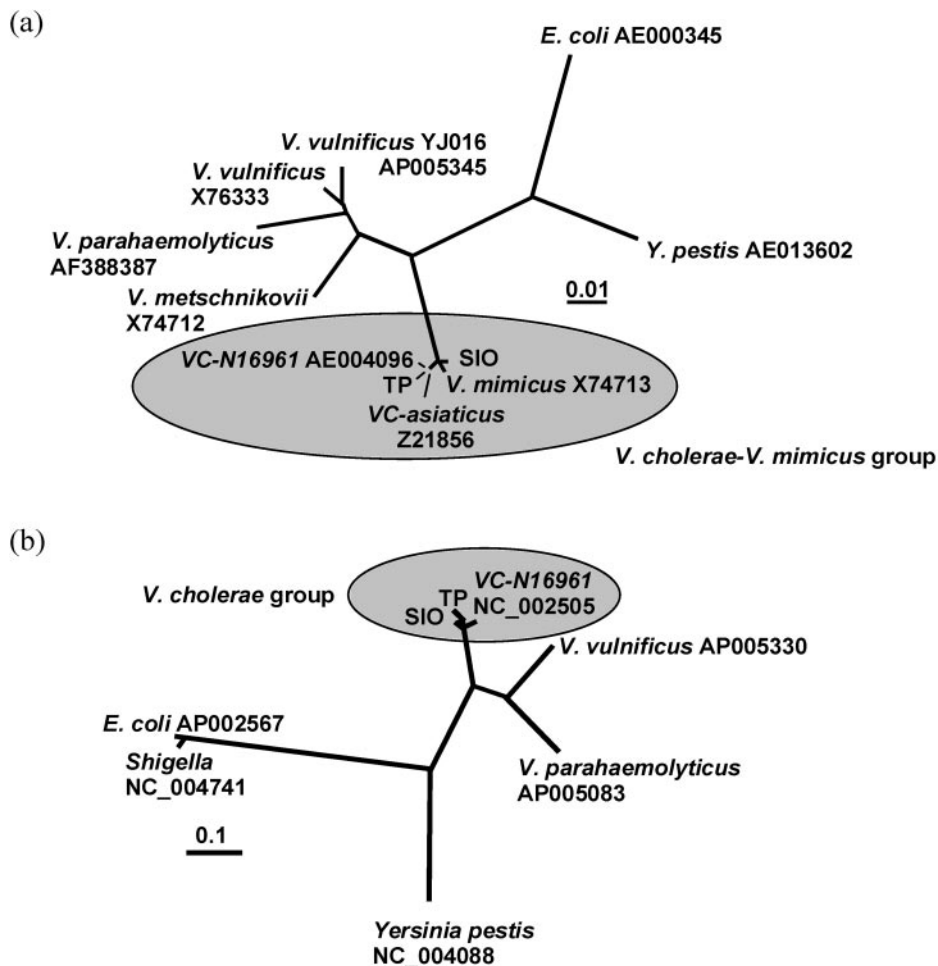 (a)
E. coli AE000345
V. vulnificus YJ016
AP005345
V. vulnificus
X76333
V. parahaemolyticus
AF388387
Y. pestis AE013602
V. metschnikovii
X74712
0.01
VC-N16961 AE004096
SIO
TP
V. mimicus X74713
VC-asiaticus
Z21856
V. cholerae-V. mimicus group
(b)
V. cholerae group
VC-N16961
TP
NC_002505
SIO
V. vulnificus AP005330
E. coli AP002567
Shigella
NC_004741
V. parahaemolyticus
AP005083
0.1
Yersinia pestis
NC_004088